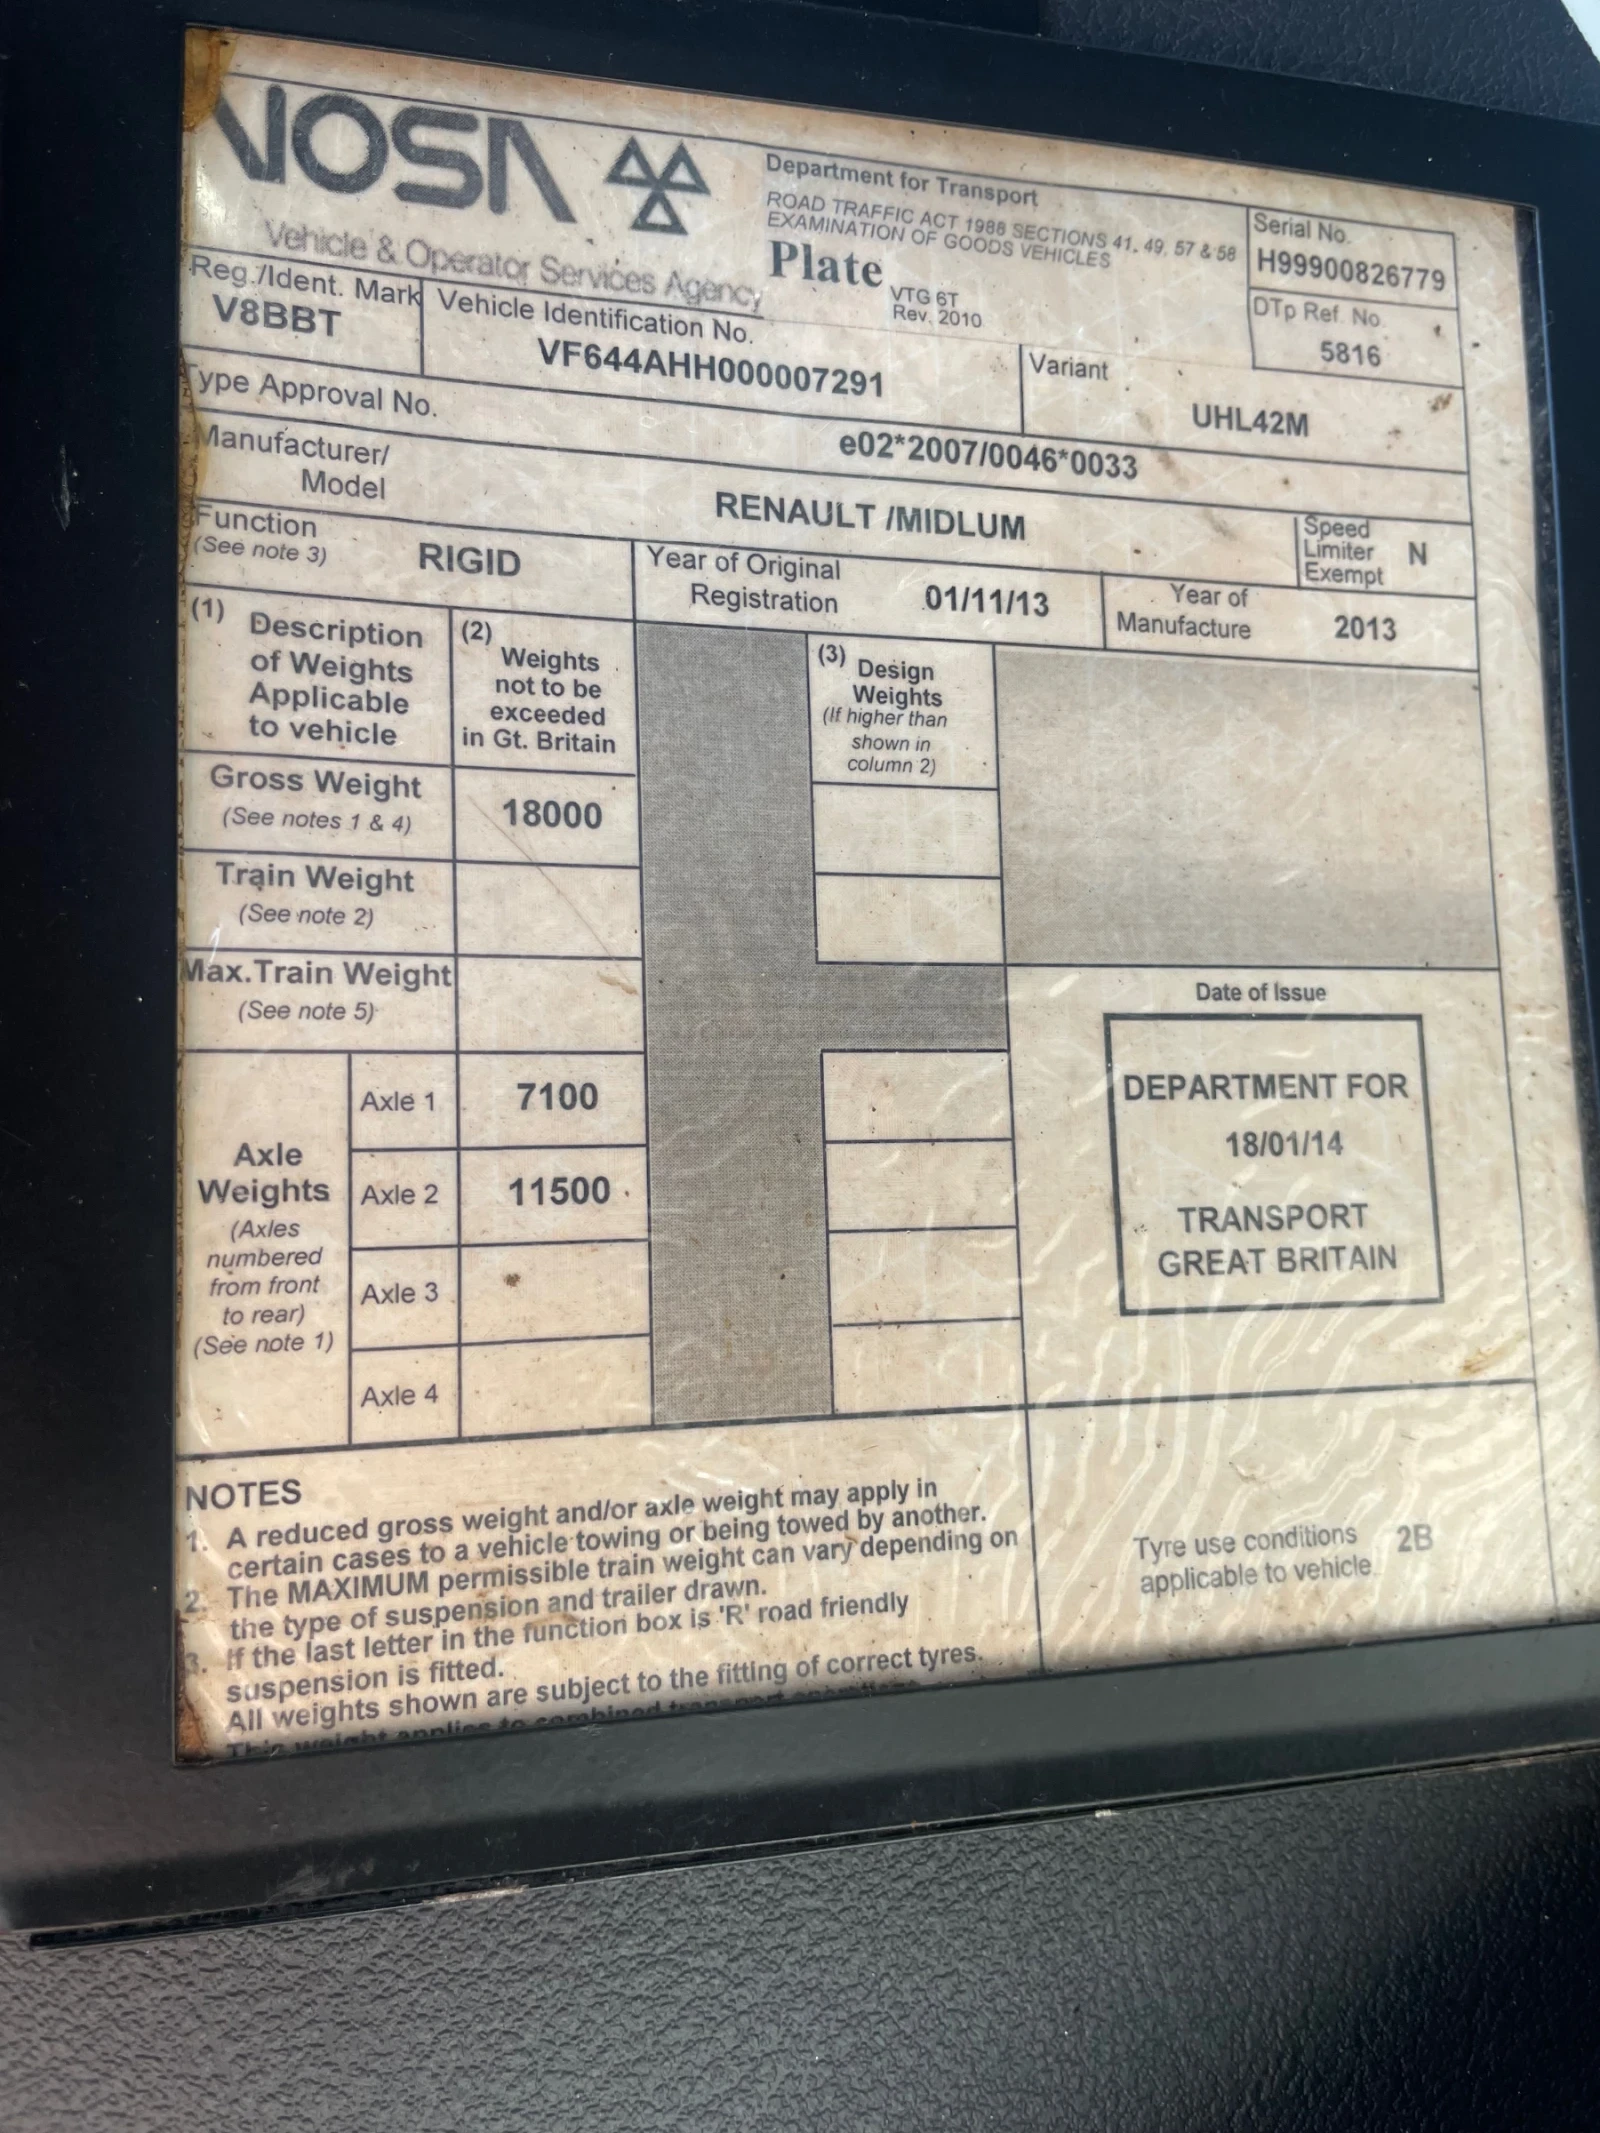 VOSA
Vehicle & Operator Services Agency
Department for Transport
ROAD TRAFFIC ACT 1988 SECTIONS 41, 49, 57 & 58
EXAMINATION OF GOODS VEHICLES
Plate
VTG 6T
Rev. 2010
Serial No.
H99900826779
DTp Ref. No.
5816
Reg./Ident. Mark
V8BBT
Vehicle Identification No.
VF644AHH000007291
Variant
UHL42M
Type Approval No.
e02*2007/0046*0033
Manufacturer/
Model
RENAULT /MIDLUM
Speed
Limiter
Exempt
N
Function
(See note 3)
RIGID
Year of Original
Registration
01/11/13
Year of
Manufacture
2013
(1) Description
of Weights
Applicable
to vehicle
(2) Weights
not to be
exceeded
in Gt. Britain
(3) Design
Weights
(If higher than
shown in
column 2)
Gross Weight
(See notes 1 & 4)
18000
Train Weight
(See note 2)
Max.Train Weight
(See note 5)
Axle
Weights
(Axles
numbered
from front
to rear)
(See note 1)
Axle 1
7100
Axle 2
11500
Axle 3
Axle 4
Date of Issue
DEPARTMENT FOR
18/01/14
TRANSPORT
GREAT BRITAIN
NOTES
1. A reduced gross weight and/or axle weight may apply in
certain cases to a vehicle towing or being towed by another.
2. The MAXIMUM permissible train weight can vary depending on
the type of suspension and trailer drawn.
3. If the last letter in the function box is 'R' road friendly
suspension is fitted.
All weights shown are subject to the fitting of correct tyres.
This weight applies to combined transport operations
Tyre use conditions
applicable to vehicle
2B